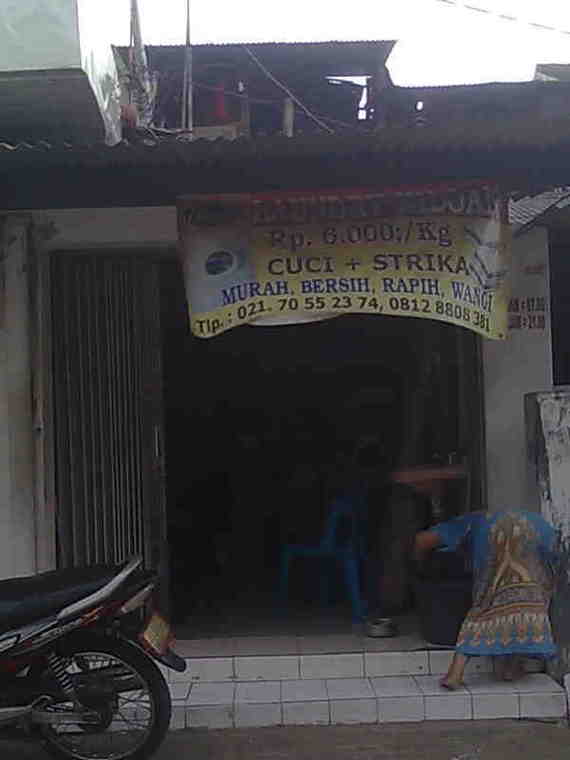 LAUNDRY
Rp. 6.000;/Kg
CUCI + STRIKA
MURAH, BERSIH, RAPIH, WANGI
Tlp. : 021. 70 55 23 74, 0812 8808 381